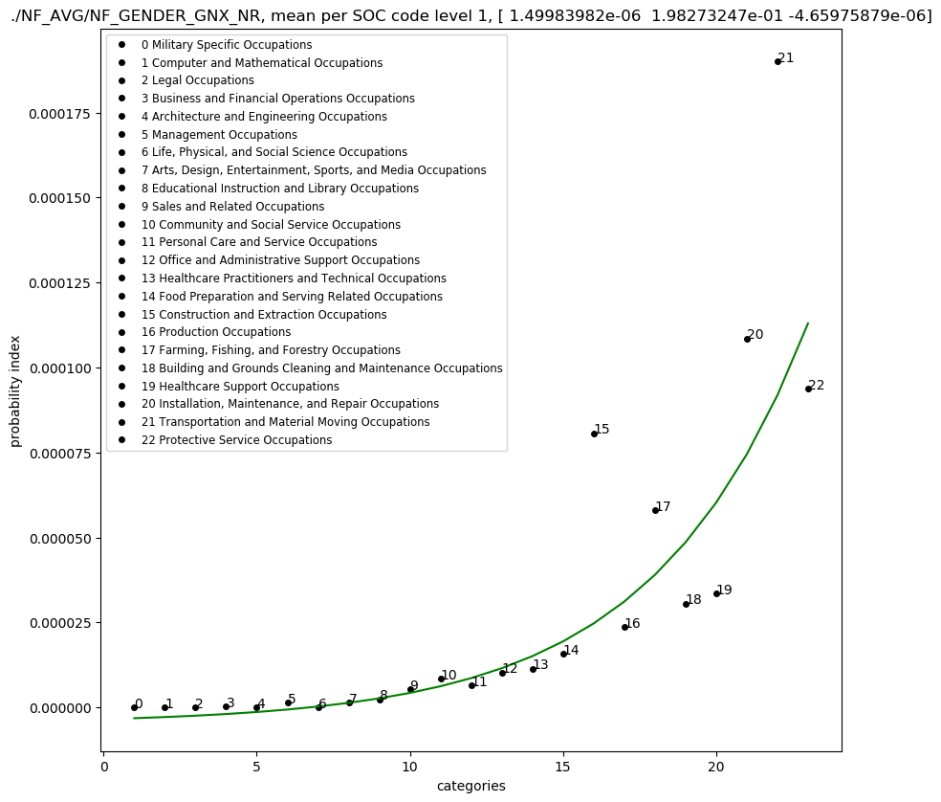 ./NF_AVG/NF_GENDER_GNX_NR, mean per SOC code level 1, [ 1.49983982e-06 1.98273247e-01 -4.65975879e-06]
0 Military Specific Occupations
1 Computer and Mathematical Occupations
2 Legal Occupations
3 Business and Financial Operations Occupations
4 Architecture and Engineering Occupations
5 Management Occupations
6 Life, Physical, and Social Science Occupations
7 Arts, Design, Entertainment, Sports, and Media Occupations
8 Educational Instruction and Library Occupations
9 Sales and Related Occupations
10 Community and Social Service Occupations
11 Personal Care and Service Occupations
12 Office and Administrative Support Occupations
13 Healthcare Practitioners and Technical Occupations
14 Food Preparation and Serving Related Occupations
15 Construction and Extraction Occupations
16 Production Occupations
17 Farming, Fishing, and Forestry Occupations
18 Building and Grounds Cleaning and Maintenance Occupations
19 Healthcare Support Occupations
20 Installation, Maintenance, and Repair Occupations
21 Transportation and Material Moving Occupations
22 Protective Service Occupations
0.000175
0.000150
0.000125
0.000100
0.000075
0.000050
0.000025
0.000000
probability index
0
1
2
3
4
5
6
7
8
9
10
11
12
13
14
15
16
17
18
19
20
21
22
0
5
10
15
20
categories